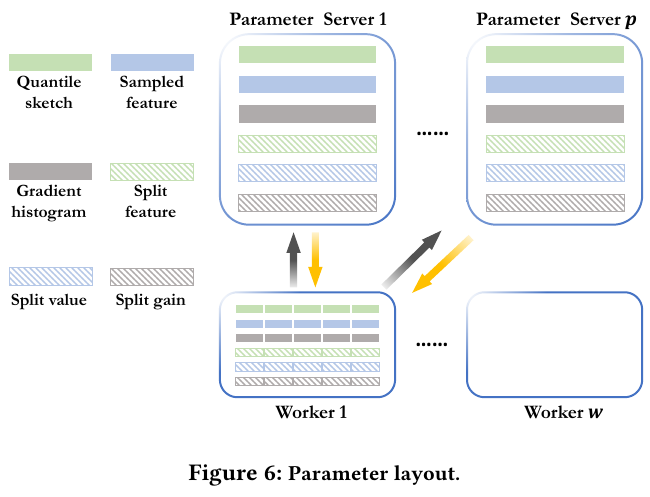 Parameter Server 1
Parameter Server p
Quantile sketch
Sampled feature
Gradient histogram
Split feature
Split value
Split gain
......
......
Worker 1
Worker w
Figure 6: Parameter layout.